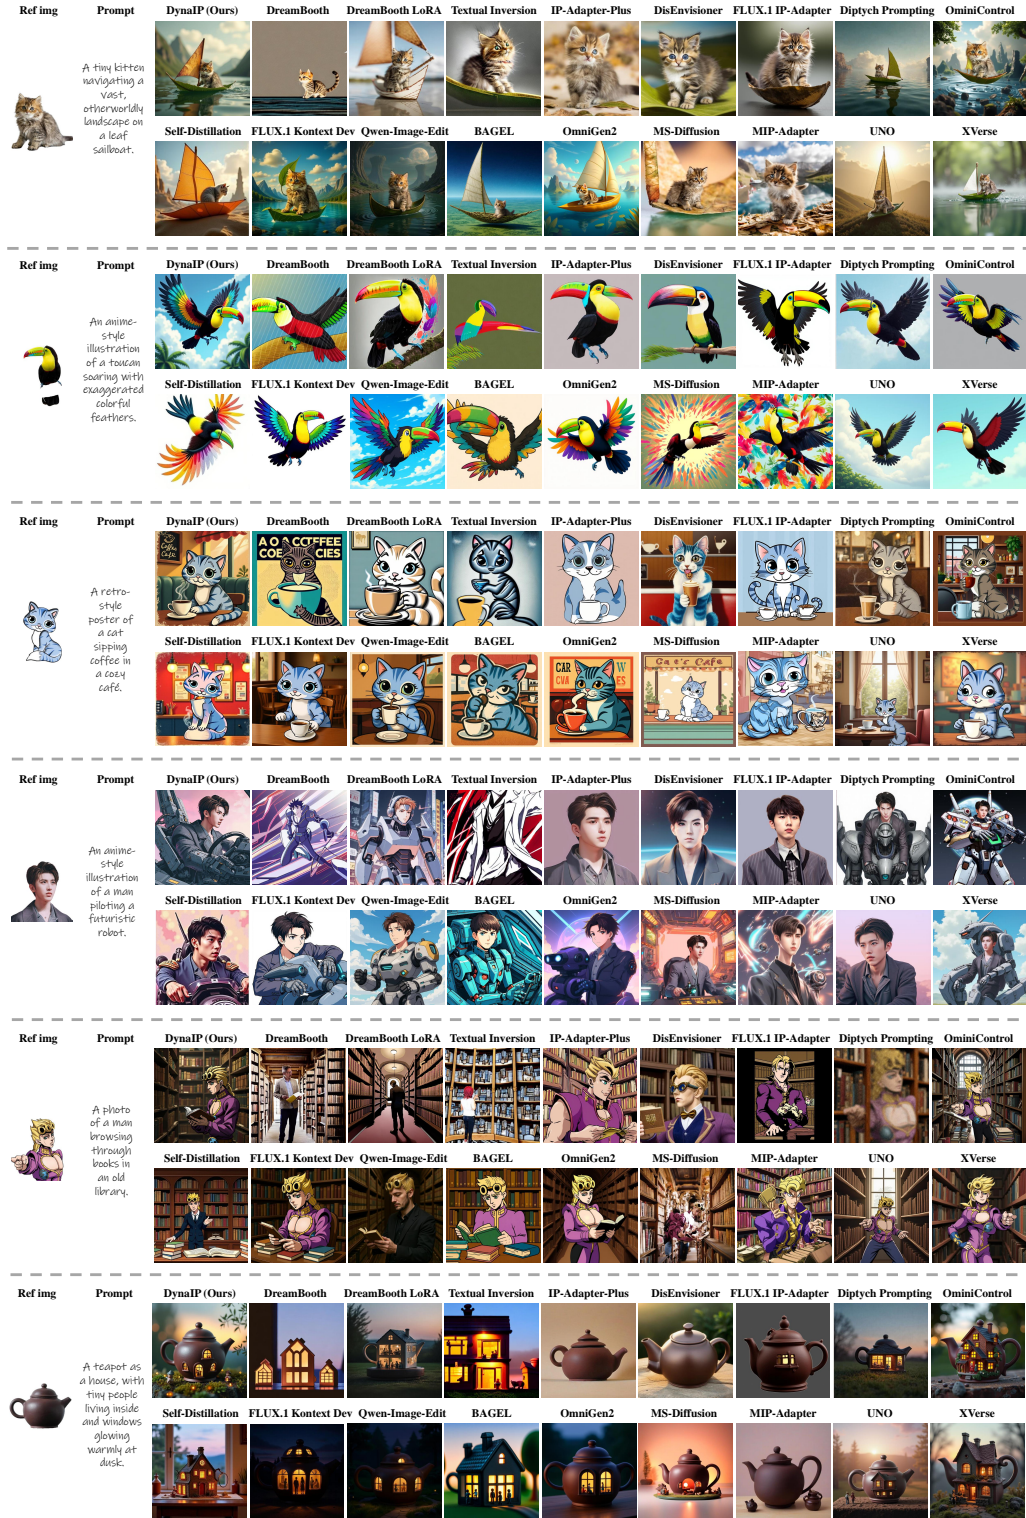 DynaIP (Ours) DreamBooth DreamBooth LoRA Textual Inversion IP-Adapter-Plus DisEnvisioner FLUX.1 IP-Adapter Diptych Prompting OminiControl
A tiny kitten
navigating a
vast,
otherworldly
landscape on
a leaf
sailboat.
Self-Distillation FLUX.1 Kontext Dev Qwen-Image-Edit BAGEL OmniGen2 MS-Diffusion MIP-Adapter UNO XVerse
Ref img Prompt DynaIP (Ours) DreamBooth DreamBooth LoRA Textual Inversion IP-Adapter-Plus DisEnvisioner FLUX.1 IP-Adapter Diptych Prompting OminiControl
An anime-
style
illustration
of a toucan
soaring with
exaggerated
colorful
feathers.
Self-Distillation FLUX.1 Kontext Dev Qwen-Image-Edit BAGEL OmniGen2 MS-Diffusion MIP-Adapter UNO XVerse
Ref img Prompt DynaIP (Ours) DreamBooth DreamBooth LoRA Textual Inversion IP-Adapter-Plus DisEnvisioner FLUX.1 IP-Adapter Diptych Prompting OminiControl
Coffee
Café
A O A COTFEE
COE CIES
A retro-
style
poster of
a cat
sipping
coffee in
a cozy
café.
Self-Distillation FLUX.1 Kontext Dev Qwen-Image-Edit BAGEL OmniGen2 MS-Diffusion MIP-Adapter UNO XVerse
CAR W
CVA ES
Cae's Cafe
Ref img Prompt DynaIP (Ours) DreamBooth DreamBooth LoRA Textual Inversion IP-Adapter-Plus DisEnvisioner FLUX.1 IP-Adapter Diptych Prompting OminiControl
An anime-
style
illustration
of a man
piloting a
futuristic
robot.
Self-Distillation FLUX.1 Kontext Dev Qwen-Image-Edit BAGEL OmniGen2 MS-Diffusion MIP-Adapter UNO XVerse
Ref img Prompt DynaIP (Ours) DreamBooth DreamBooth LoRA Textual Inversion IP-Adapter-Plus DisEnvisioner FLUX.1 IP-Adapter Diptych Prompting OminiControl
A photo
of a man
browsing
through
books in
an old
library.
Self-Distillation FLUX.1 Kontext Dev Qwen-Image-Edit BAGEL OmniGen2 MS-Diffusion MIP-Adapter UNO XVerse
Ref img Prompt DynaIP (Ours) DreamBooth DreamBooth LoRA Textual Inversion IP-Adapter-Plus DisEnvisioner FLUX.1 IP-Adapter Diptych Prompting OminiControl
A teapot as
a house, with
tiny people
living inside
and windows
glowing
warmly at
dusk.
Self-Distillation FLUX.1 Kontext Dev Qwen-Image-Edit BAGEL OmniGen2 MS-Diffusion MIP-Adapter UNO XVerse